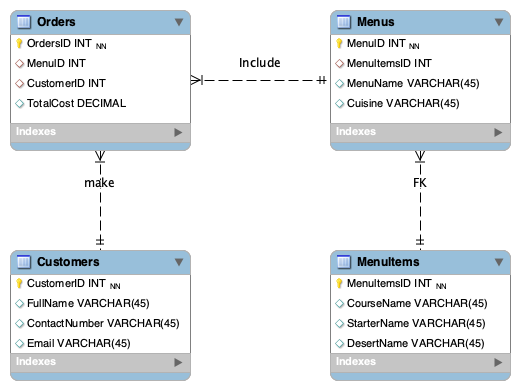 Orders
OrdersID INT NN
MenuID INT
CustomerID INT
TotalCost DECIMAL
Indexes
Include
Menus
MenuID INT NN
MenuItemsID INT
MenuName VARCHAR(45)
Cuisine VARCHAR(45)
Indexes
make
FK
Customers
CustomerID INT NN
FullName VARCHAR(45)
ContactNumber VARCHAR(45)
Email VARCHAR(45)
Indexes
MenuItems
MenuItemsID INT NN
CourseName VARCHAR(45)
StarterName VARCHAR(45)
DesertName VARCHAR(45)
Indexes